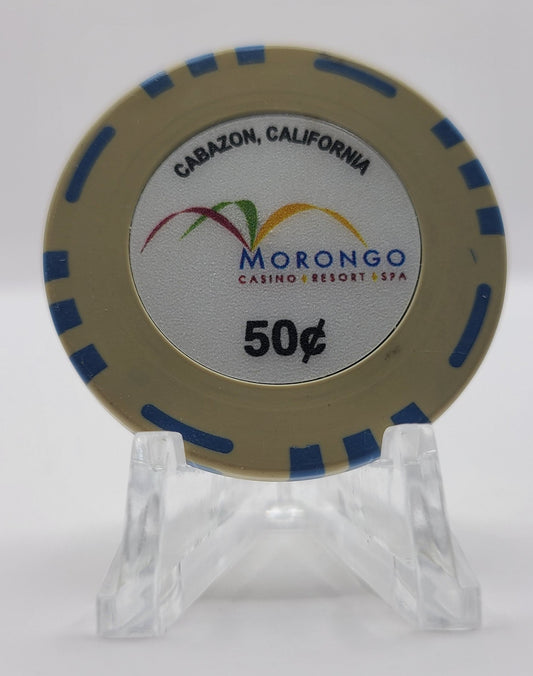 CABAZON, CALIFORNIA
MORONGO
CASINO♦RESORT♦SPA
50¢